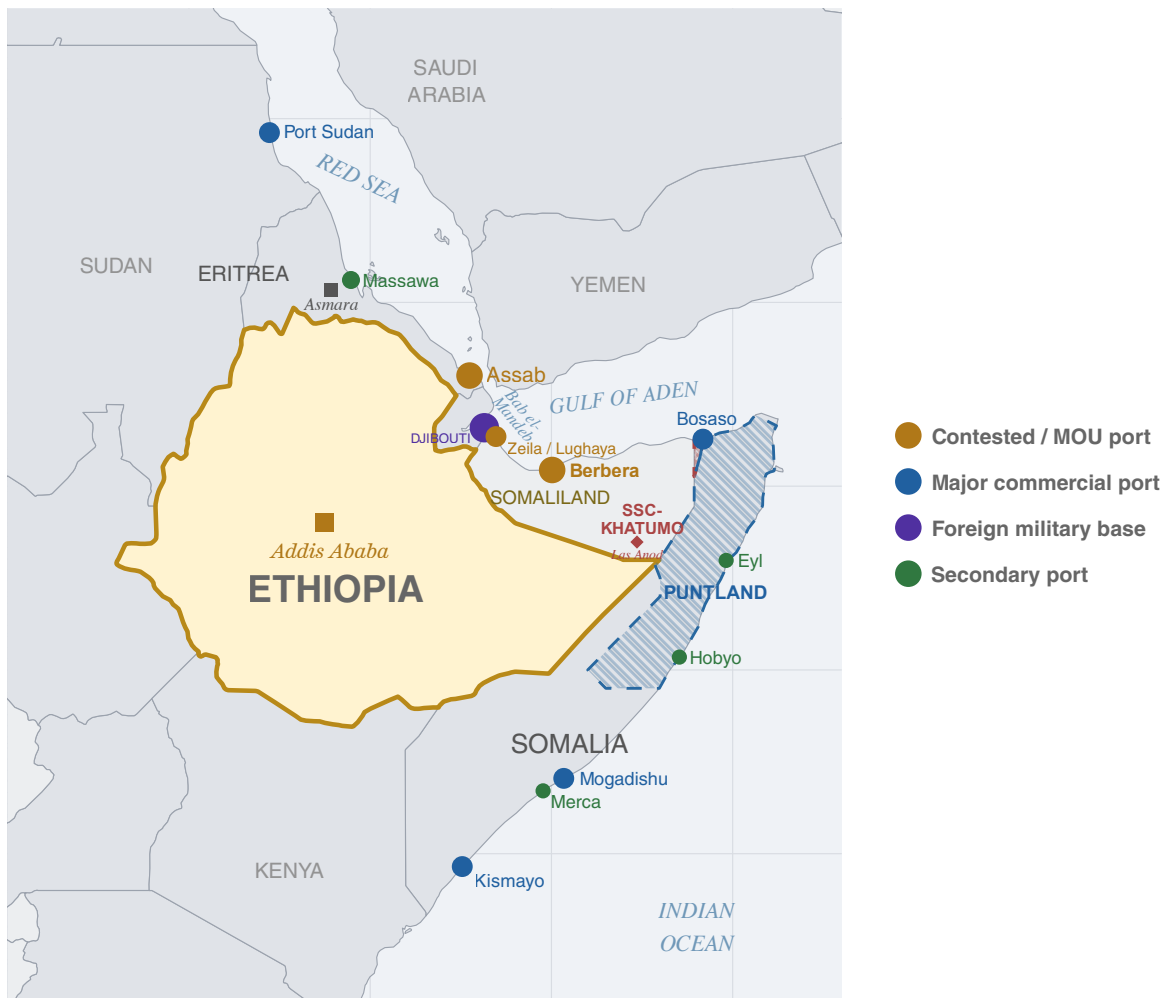 SAUDI
ARABIA
Port Sudan
RED SEA
SUDAN
ERITREA
Massawa
Asmara
YEMEN
Assab
Bab el-
Mandeb
GULF OF ADEN
Bosaso
DJIBOUTI
Zeila / Lughaya
Berbera
SOMALILAND
SSC-
KHATUMO
Las Anod
Addis Ababa
ETHIOPIA
Eyl
PUNTLAND
Hobyo
SOMALIA
Mogadishu
Merca
KENYA
Kismayo
INDIAN
OCEAN
Contested / MOU port
Major commercial port
Foreign military base
Secondary port